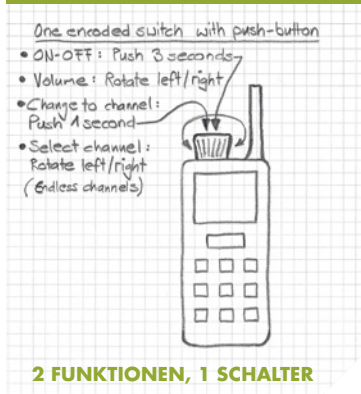 One encoded switch with push-button
• ON-OFF: Push 3 seconds
• Volume: Rotate left/right
• Change to channel:
Push 1 second
• Select channel:
Rotate left/right
(Endless channels)
2 FUNKTIONEN, 1 SCHALTER